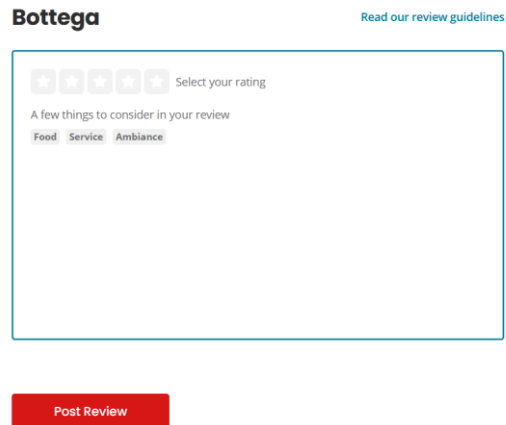 Bottega
Read our review guidelines
Select your rating
A few things to consider in your review
Food Service Ambiance
Post Review